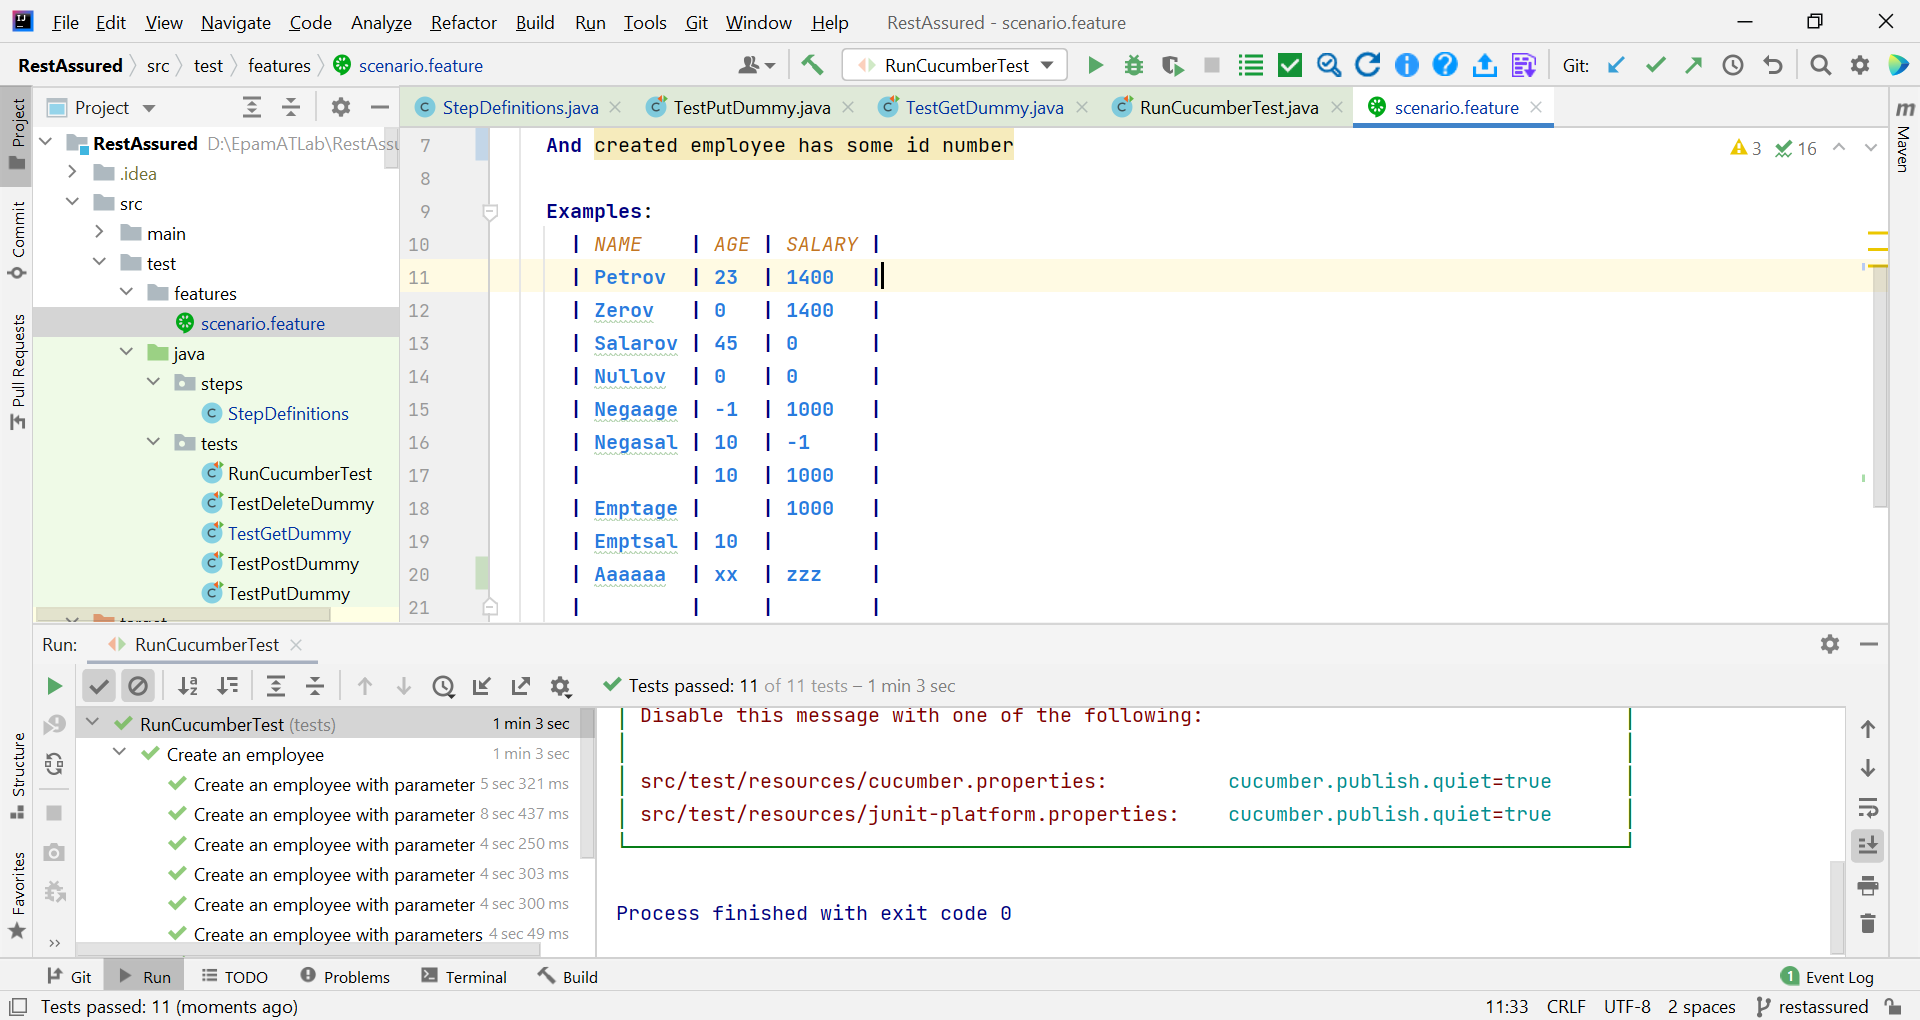 File Edit View Navigate Code Analyze Refactor Build Run Tools Git Window Help RestAssured - scenario.feature
RestAssured src test features scenario.feature RunCucumberTest Git:
Project StepDefinitions.java TestPutDummy.java TestGetDummy.java RunCucumberTest.java scenario.feature
Project
Commit
Pull Requests
Structure
Favorites
m Maven
RestAssured D:\EpamATLab\RestAssu
.idea
src
main
test
features
scenario.feature
java
steps
StepDefinitions
tests
RunCucumberTest
TestDeleteDummy
TestGetDummy
TestPostDummy
TestPutDummy
target
7 And created employee has some id number
3 16
8
9 Examples:
10 | NAME | AGE | SALARY |
11 | Petrov | 23 | 1400 |
12 | Zerov | 0 | 1400 |
13 | Salarov | 45 | 0 |
14 | Nullov | 0 | 0 |
15 | Negaage | -1 | 1000 |
16 | Negasal | 10 | -1 |
17 | | 10 | 1000 |
18 | Emptage | | 1000 |
19 | Emptsal | 10 | |
20 | Aaaaaa | xx | zzz |
21 | | | |
Run: RunCucumberTest
Tests passed: 11 of 11 tests – 1 min 3 sec
RunCucumberTest (tests) 1 min 3 sec
Create an employee 1 min 3 sec
Create an employee with parameter 5 sec 321 ms
Create an employee with parameter 8 sec 437 ms
Create an employee with parameter 4 sec 250 ms
Create an employee with parameter 4 sec 303 ms
Create an employee with parameter 4 sec 300 ms
Create an employee with parameters 4 sec 49 ms
Disable this message with one of the following:
src/test/resources/cucumber.properties: cucumber.publish.quiet=true
src/test/resources/junit-platform.properties: cucumber.publish.quiet=true
Process finished with exit code 0
Git Run TODO Problems Terminal Build 1 Event Log
Tests passed: 11 (moments ago) 11:33 CRLF UTF-8 2 spaces restassured